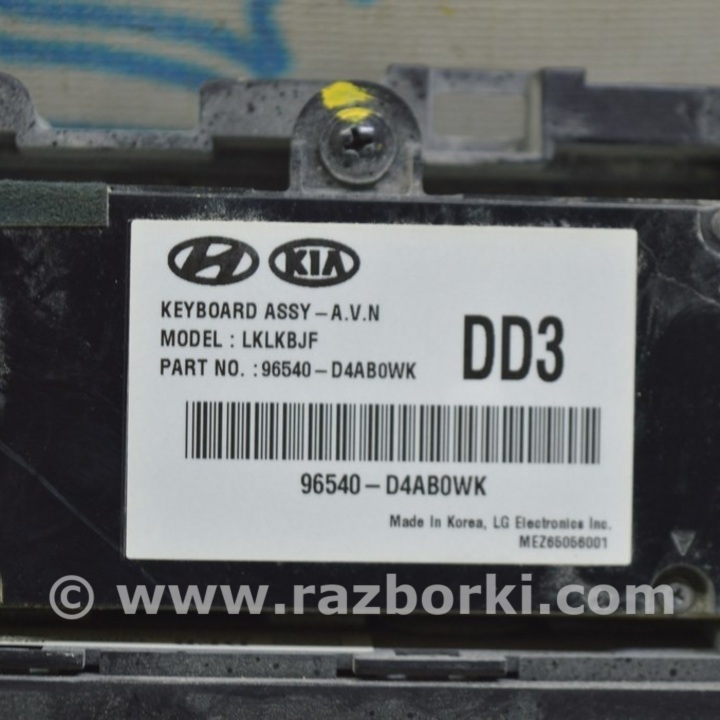 KIA
KEYBOARD ASSY-A.V.N
MODEL : LKLKBJF
PART NO. : 96540-D4AB0WK
DD3
96540-D4AB0WK
Made In Korea, LG Electronics Inc.
MEZ65056001
© www.razborki.com